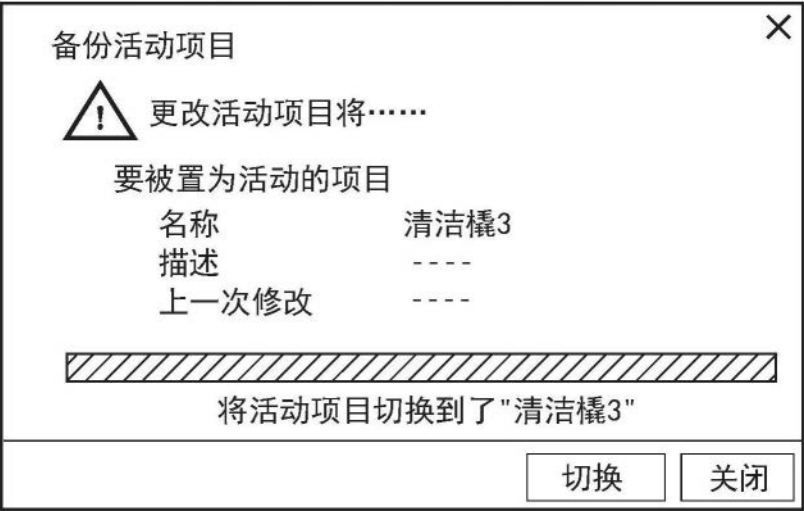 备份活动项目
更改活动项目将……
要被置为活动的项目
名称 清洁橇3
描述 ----
上一次修改 ----
将活动项目切换到了"清洁橇3"
切换 关闭